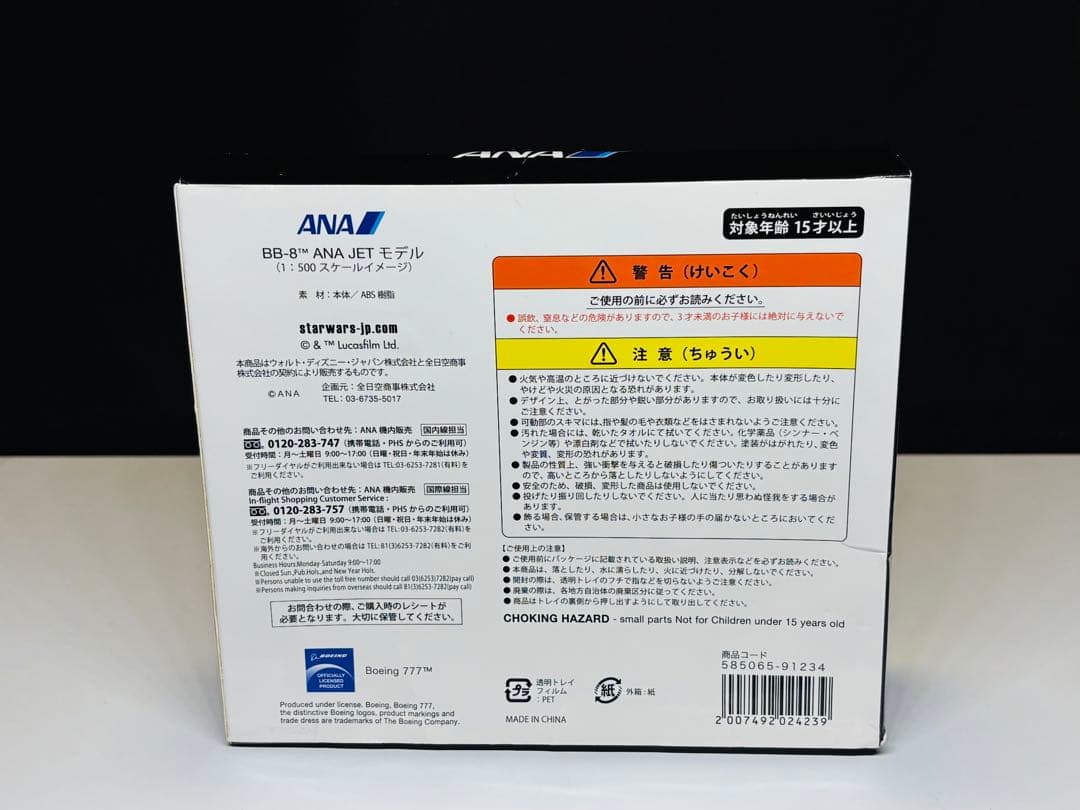 ANA
ANA
BB-8™ ANA JET モデル
（1：500 スケールイメージ）
素 材：本体／ABS 樹脂
starwars-jp.com
© & ™ Lucasfilm Ltd.
本商品はウォルト・ディズニー・ジャパン株式会社と全日空商事
株式会社の契約により販売するものです。
©ANA
企画元：全日空商事株式会社
TEL：03-6735-5017
商品その他のお問い合わせ先：ANA 機内販売 国内線担当
0120-283-747（携帯電話・PHS からのご利用可）
受付時間：月～土曜日 9:00～17:00（日曜・祝日・年末年始は休み）
※フリーダイヤルがご利用出来ない場合は TEL:03-6253-7281(有料)を
ご利用ください。
商品その他のお問い合わせ先：ANA 機内販売 国際線担当
In-flight Shopping Customer Service :
0120-283-757（携帯電話・PHS からのご利用可）
受付時間：月～土曜日 9:00～17:00（日曜・祝日・年末年始は休み）
※フリーダイヤルがご利用出来ない場合は TEL:03-6253-7282(有料)を
ご利用ください。
※海外からのお問い合わせの場合は TEL:81(3)6253-7282(有料)をご利
用ください。
Business Hours:Monday-Saturday 9:00～17:00
※Closed Sun.,Pub.Hols.,and New Year Hols.
※Persons unable to use the toll free number should call 03(6253)7282(pay call)
※Persons making inquiries from overseas should call 81(3)6253-7282(pay call)
お問合わせの際、ご購入時のレシートが
必要となります。大切に保管してください。
BOEING
OFFICIALLY
LICENSED
PRODUCT
Boeing 777™
Produced under license. Boeing, Boeing 777,
the distinctive Boeing logos, product markings and
trade dress are trademarks of The Boeing Company.
たいしょうねんれい さいいじょう
対象年齢 15才以上
警 告（けいこく）
ご使用の前に必ずお読みください。
●誤飲、窒息などの危険がありますので、3才未満のお子様には絶対に与えないで
ください。
注 意（ちゅうい）
●火気や高温のところに近づけないでください。本体が変色したり変形したり、
やけどや火災の原因となる恐れがあります。
●デザイン上、とがった部分や鋭い部分がありますので、お取り扱いには十分に
ご注意ください。
●可動部のスキマには、指や髪の毛や衣類などをはさまれないようご注意ください。
●汚れた場合には、乾いたタオルにて拭いてください。化学薬品（シンナー・ベ
ンジン等）や漂白剤などで拭いたりしないでください。塗装がはがれたり、変色
や変質、変形の恐れがあります。
●製品の性質上、強い衝撃を与えると破損したり傷ついたりすることがあります
ので、高いところから落としたりしないようにしてください。
●安全のため、破損、変形した商品は使用しないでください。
●投げたり振り回したりしないでください。人に当たり思わぬ怪我をする場合が
あります。
●飾る場合、保管する場合は、小さなお子様の手の届かないところにおいてくだ
さい。
【ご使用上の注意】
●ご使用前にパッケージに記載されている取扱い説明、注意表示などを必ずお読みください。
●本商品は、落としたり、水に濡らしたり、火に近づけたり、分解しないでください。
●開封の際は、透明トレイのフチで指などを切らないようご注意ください。
●廃棄の際は、各地方自治体の廃棄区分に従ってください。
●商品はトレイの裏側から押し出すようにして取り出してください。
CHOKING HAZARD - small parts Not for Children under 15 years old
プラ
透明トレイ
フィルム
：PET
紙
外箱：紙
MADE IN CHINA
商品コード
585065-91234
2 007492 024239